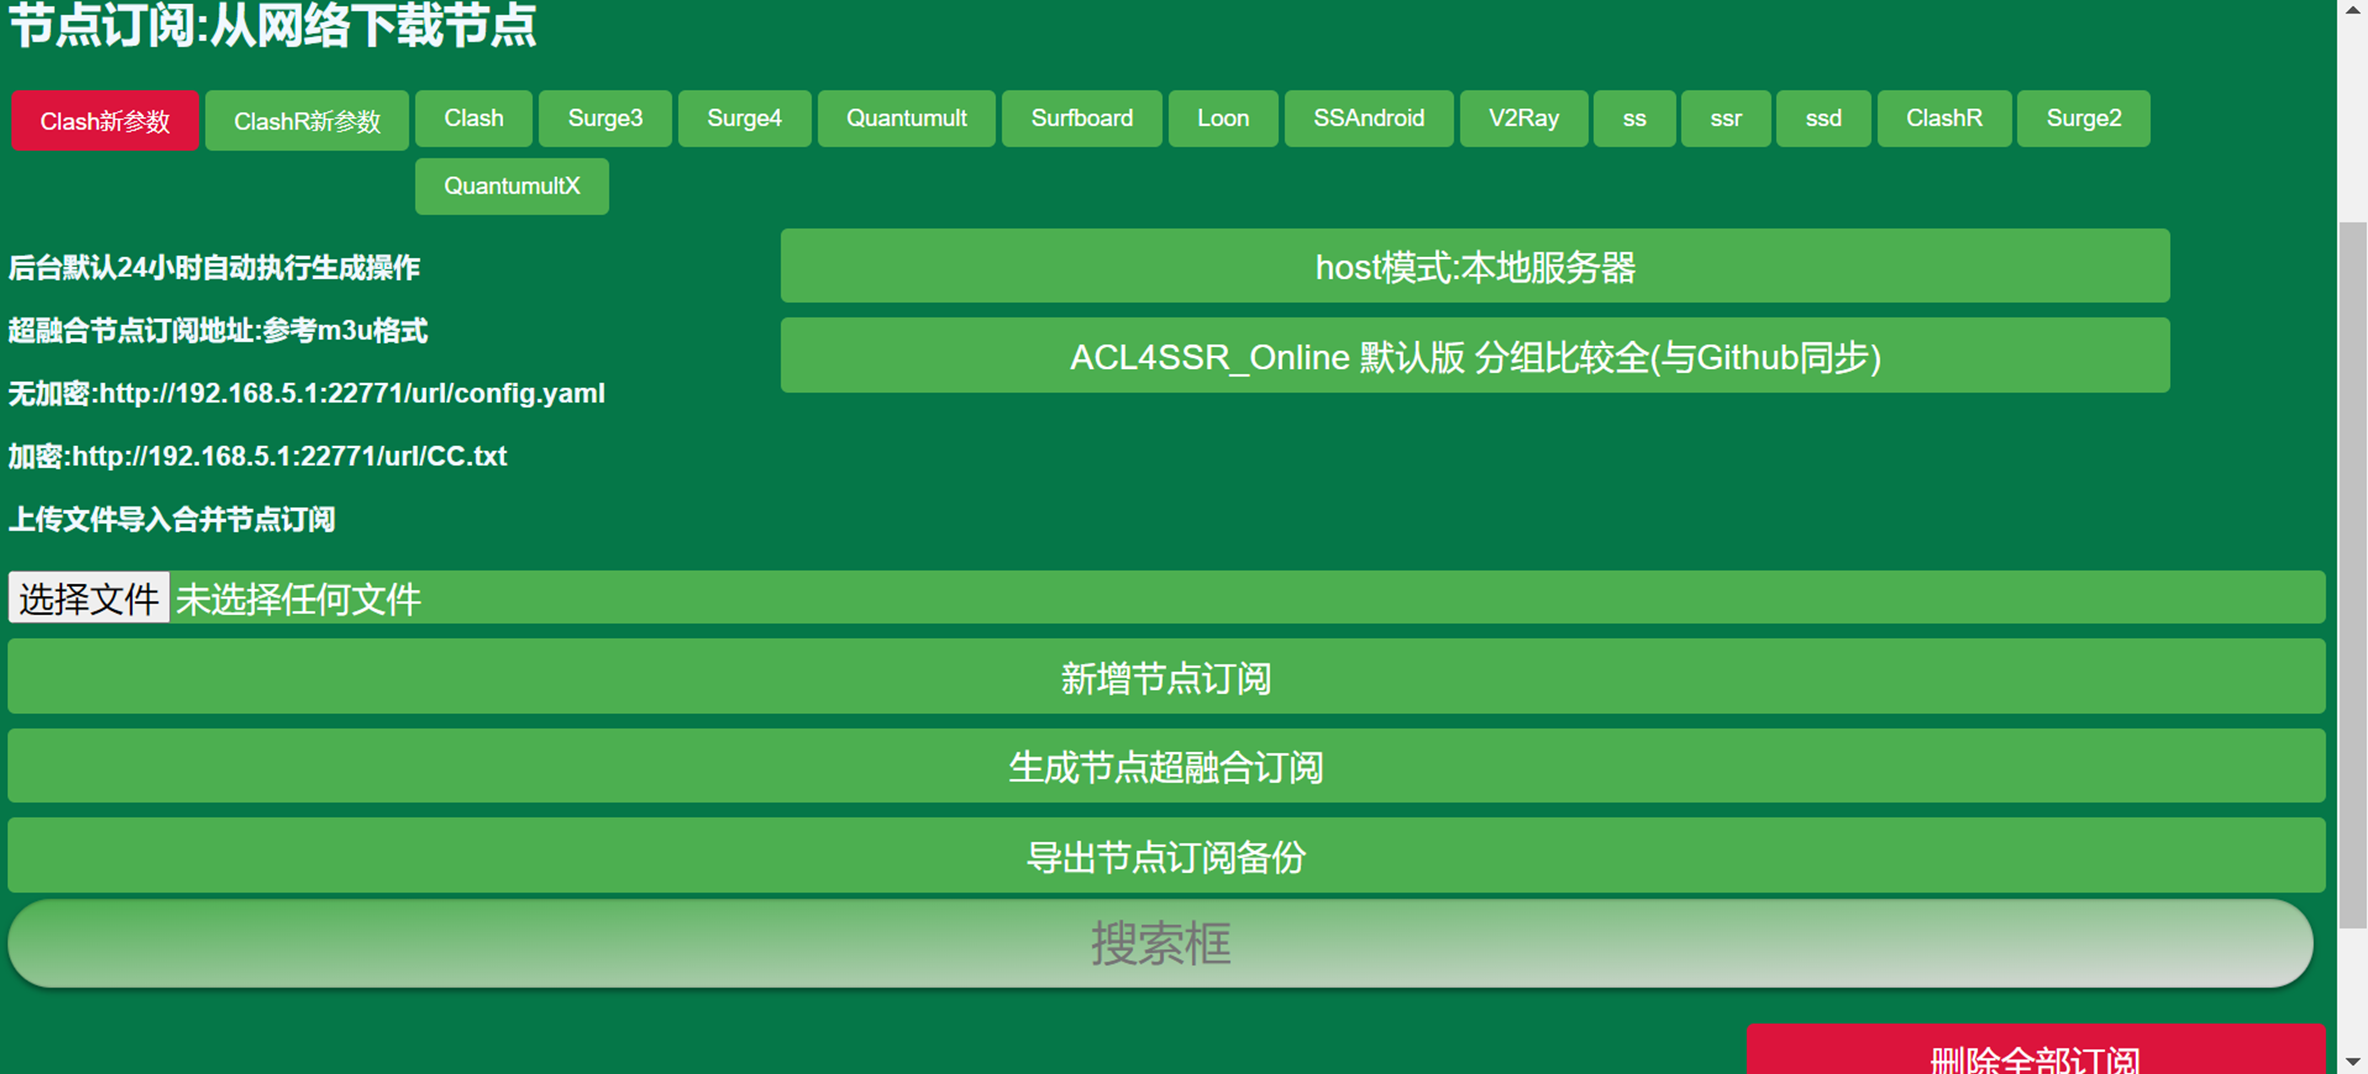 节点订阅:从网络下载节点
Clash新参数 ClashR新参数 Clash Surge3 Surge4 Quantumult Surfboard Loon SSAndroid V2Ray ss ssr ssd ClashR Surge2
QuantumultX
后台默认24小时自动执行生成操作
host模式:本地服务器
超融合节点订阅地址:参考m3u格式
ACL4SSR_Online 默认版 分组比较全(与Github同步)
无加密:http://192.168.5.1:22771/url/config.yaml
加密:http://192.168.5.1:22771/url/CC.txt
上传文件导入合并节点订阅
选择文件 未选择任何文件
新增节点订阅
生成节点超融合订阅
导出节点订阅备份
搜索框
删除全部订阅